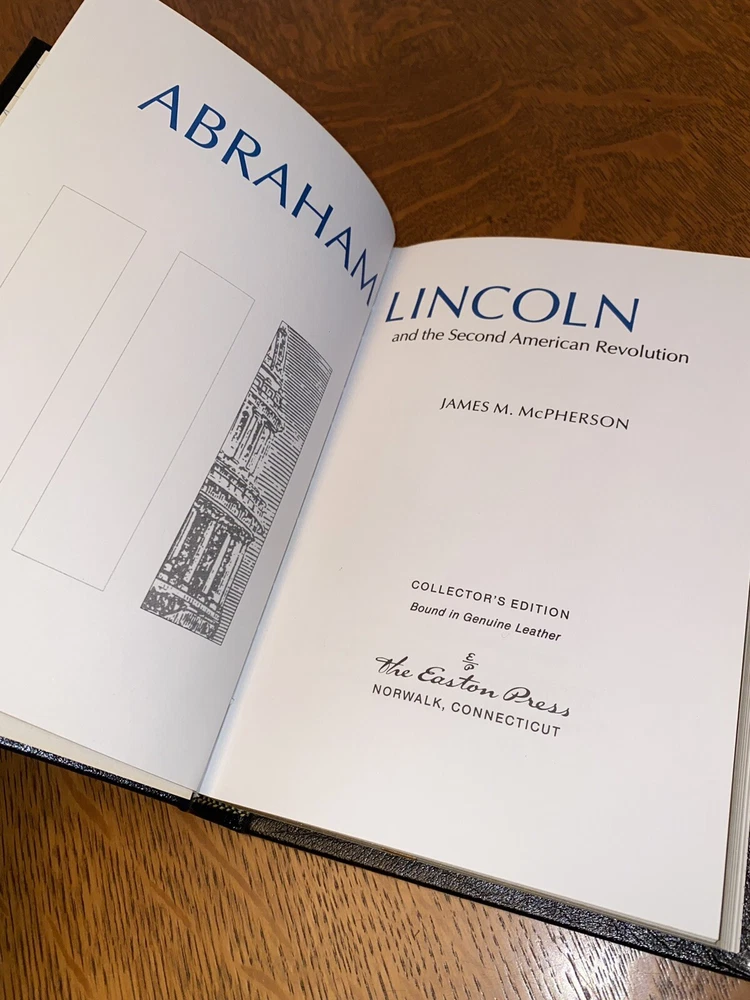 ABRAHAM LINCOLN
and the Second American Revolution
JAMES M. McPHERSON
COLLECTOR'S EDITION
Bound in Genuine Leather
E
P
the Easton Press
NORWALK, CONNECTICUT